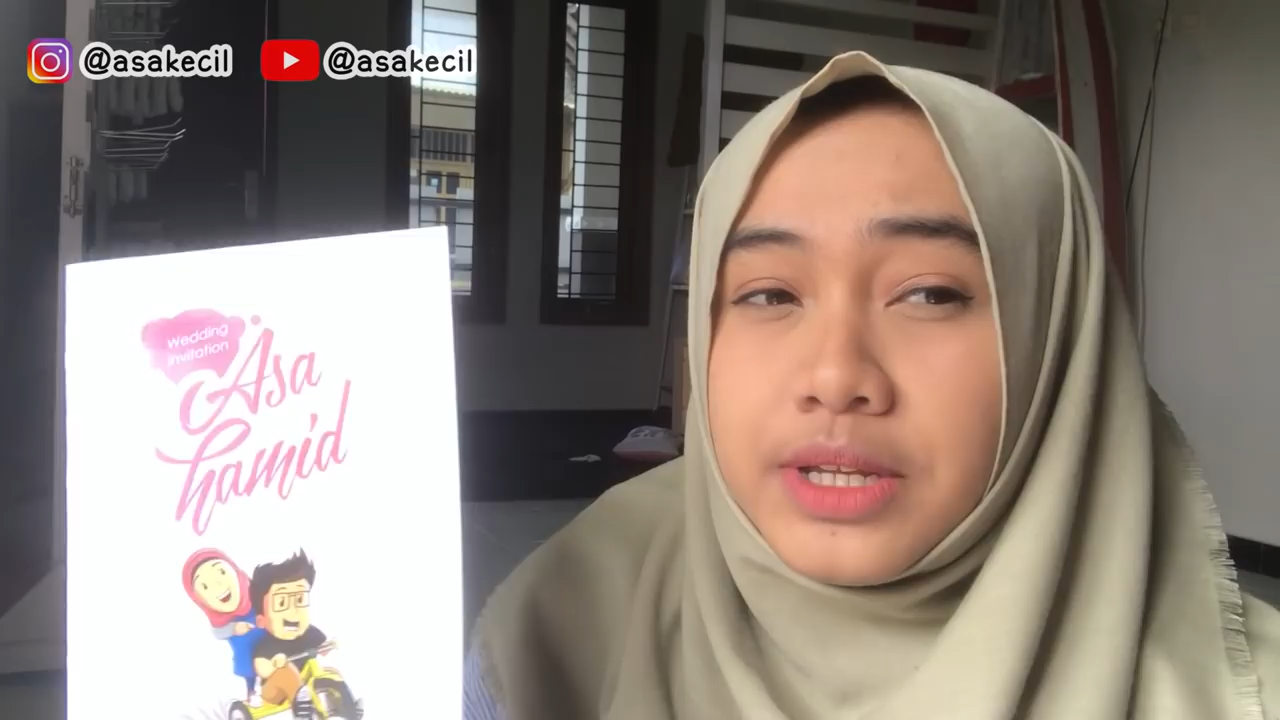 @asakecil @asakecil
Wedding
invitation
Asa
hamid